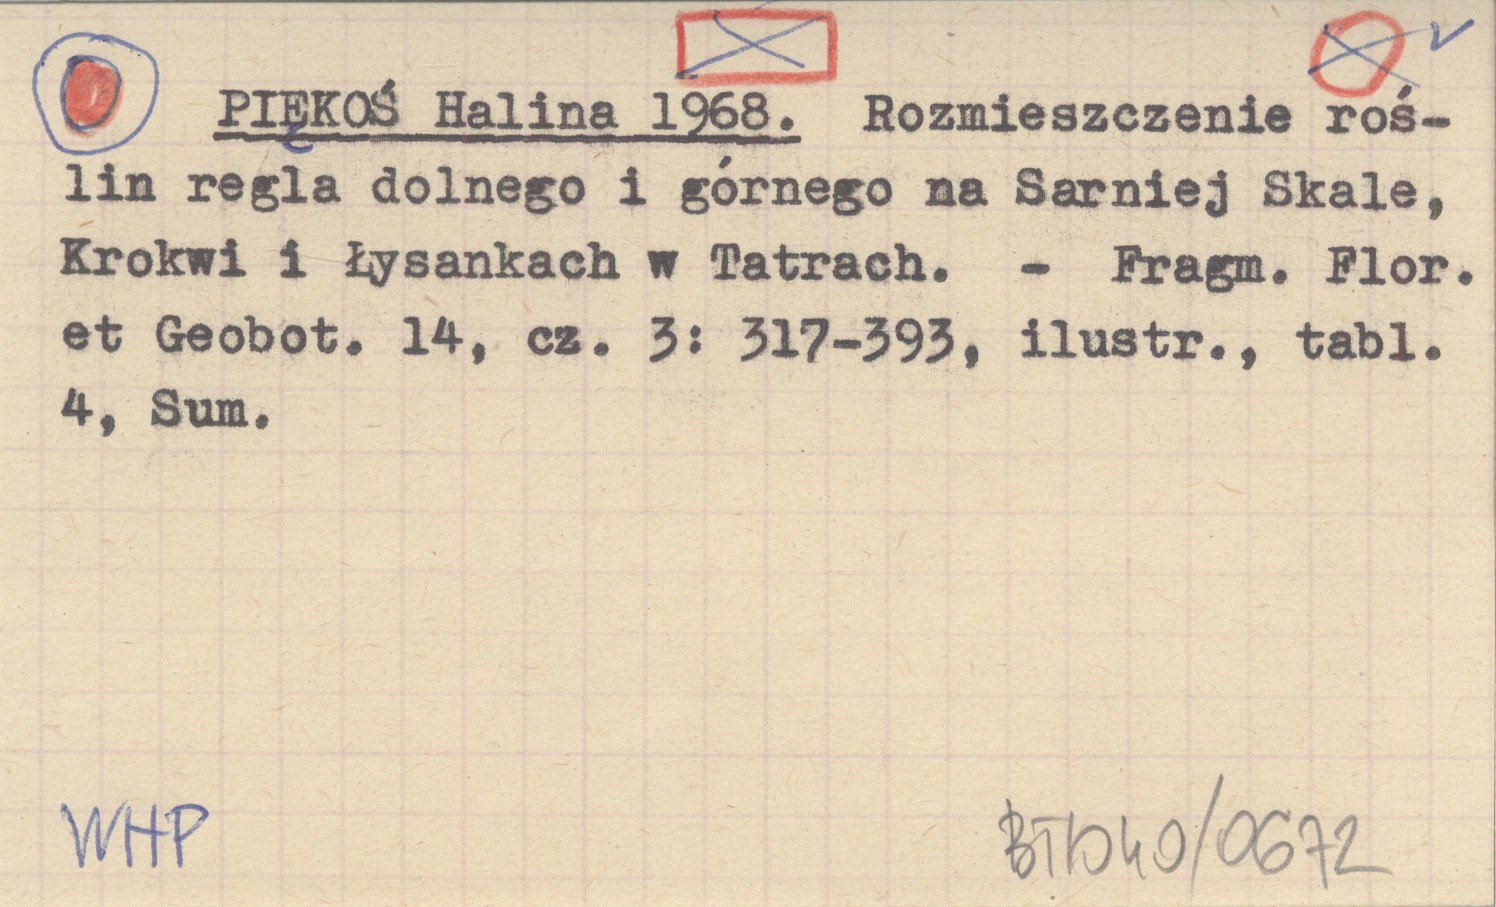 PIĘKOŚ Halina 1968. Rozmieszczenie roś-
lin regla dolnego i górnego na Sarniej Skale,
Krokwi i Łysankach w Tatrach. - Fragm. Flor.
et Geobot. 14, cz. 3: 317-393, ilustr., tabl.
4, Sum.
WHP
/0672